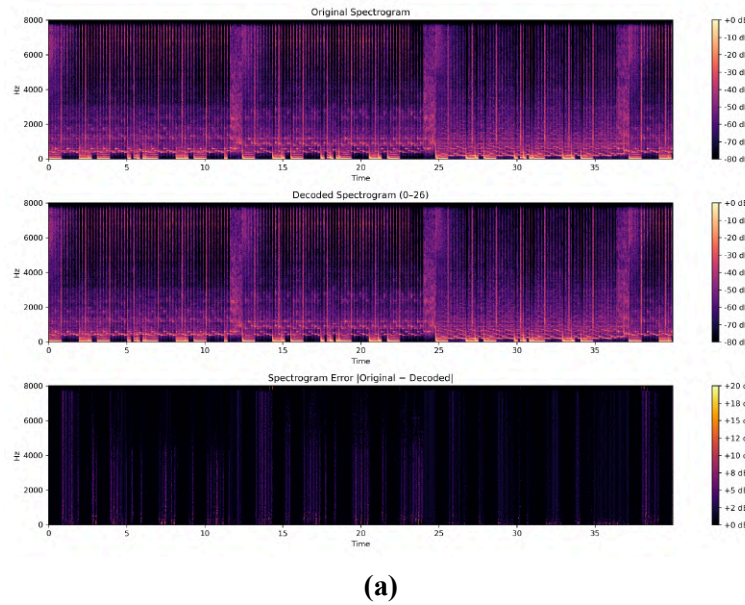 Original Spectrogram
8000
6000
4000
2000
0
Hz
0 5 10 15 20 25 30 35
Time
+0 dB
-10 dB
-20 dB
-30 dB
-40 dB
-50 dB
-60 dB
-70 dB
-80 dB
Decoded Spectrogram (0–26)
8000
6000
4000
2000
0
Hz
0 5 10 15 20 25 30 35
Time
+0 dB
-10 dB
-20 dB
-30 dB
-40 dB
-50 dB
-60 dB
-70 dB
-80 dB
Spectrogram Error |Original − Decoded|
8000
6000
4000
2000
0
Hz
0 5 10 15 20 25 30 35
Time
+20 dB
+18 dB
+15 dB
+12 dB
+10 dB
+8 dB
+5 dB
+2 dB
+0 dB
(a)